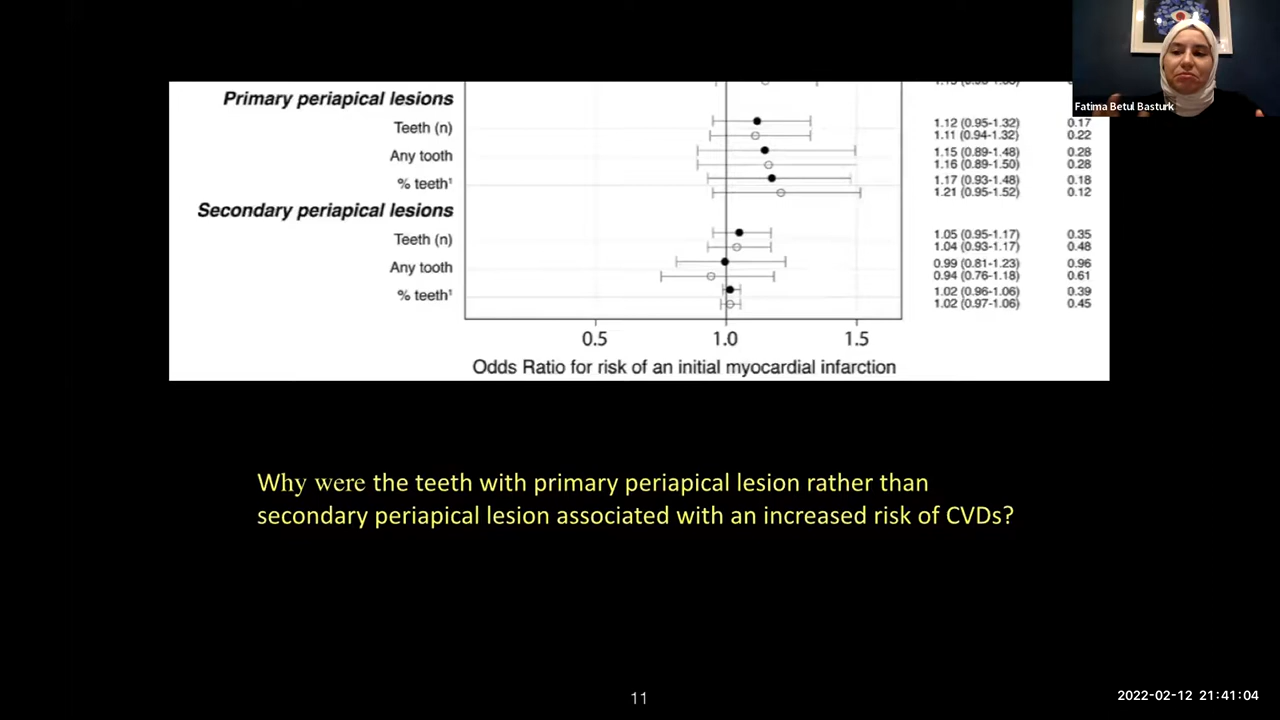 Fatima Betul Basturk
Primary periapical lesions
Teeth (n) 1.12 (0.95-1.32) 0.17
1.11 (0.94-1.32) 0.22
Any tooth 1.15 (0.89-1.48) 0.28
1.16 (0.89-1.50) 0.28
% teeth¹ 1.17 (0.93-1.48) 0.18
1.21 (0.95-1.52) 0.12
Secondary periapical lesions
Teeth (n) 1.05 (0.95-1.17) 0.35
1.04 (0.93-1.17) 0.48
Any tooth 0.99 (0.81-1.23) 0.96
0.94 (0.76-1.18) 0.61
% teeth¹ 1.02 (0.96-1.06) 0.39
1.02 (0.97-1.06) 0.45
0.5 1.0 1.5
Odds Ratio for risk of an initial myocardial infarction
Why were the teeth with primary periapical lesion rather than
secondary periapical lesion associated with an increased risk of CVDs?
11
2022-02-12 21:41:04